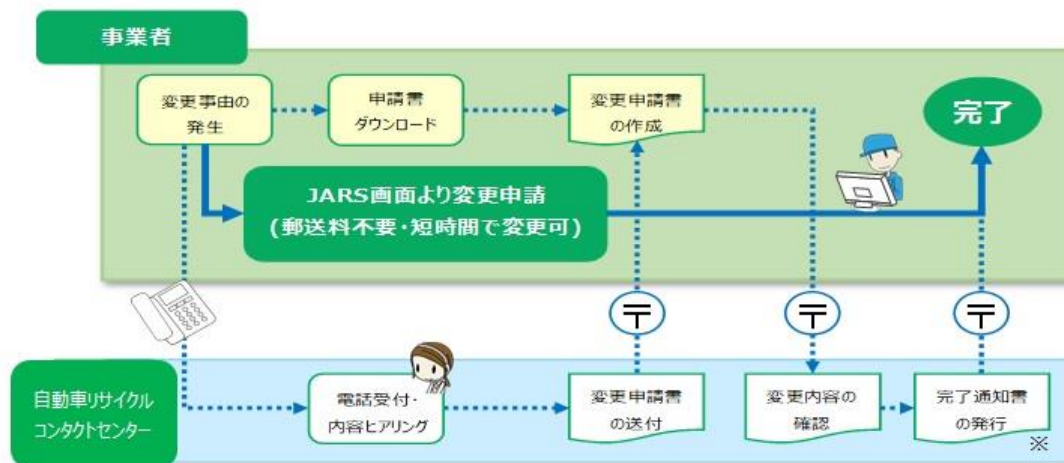 事業者
変更事由の
発生
申請書
ダウンロード
変更申請書
の作成
完了
JARS画面より変更申請
(郵送料不要・短時間で変更可)
〒
〒
〒
自動車リサイクル
コンタクトセンター
電話受付・
内容ヒアリング
変更申請書
の送付
変更内容の
確認
完了通知書
の発行
※